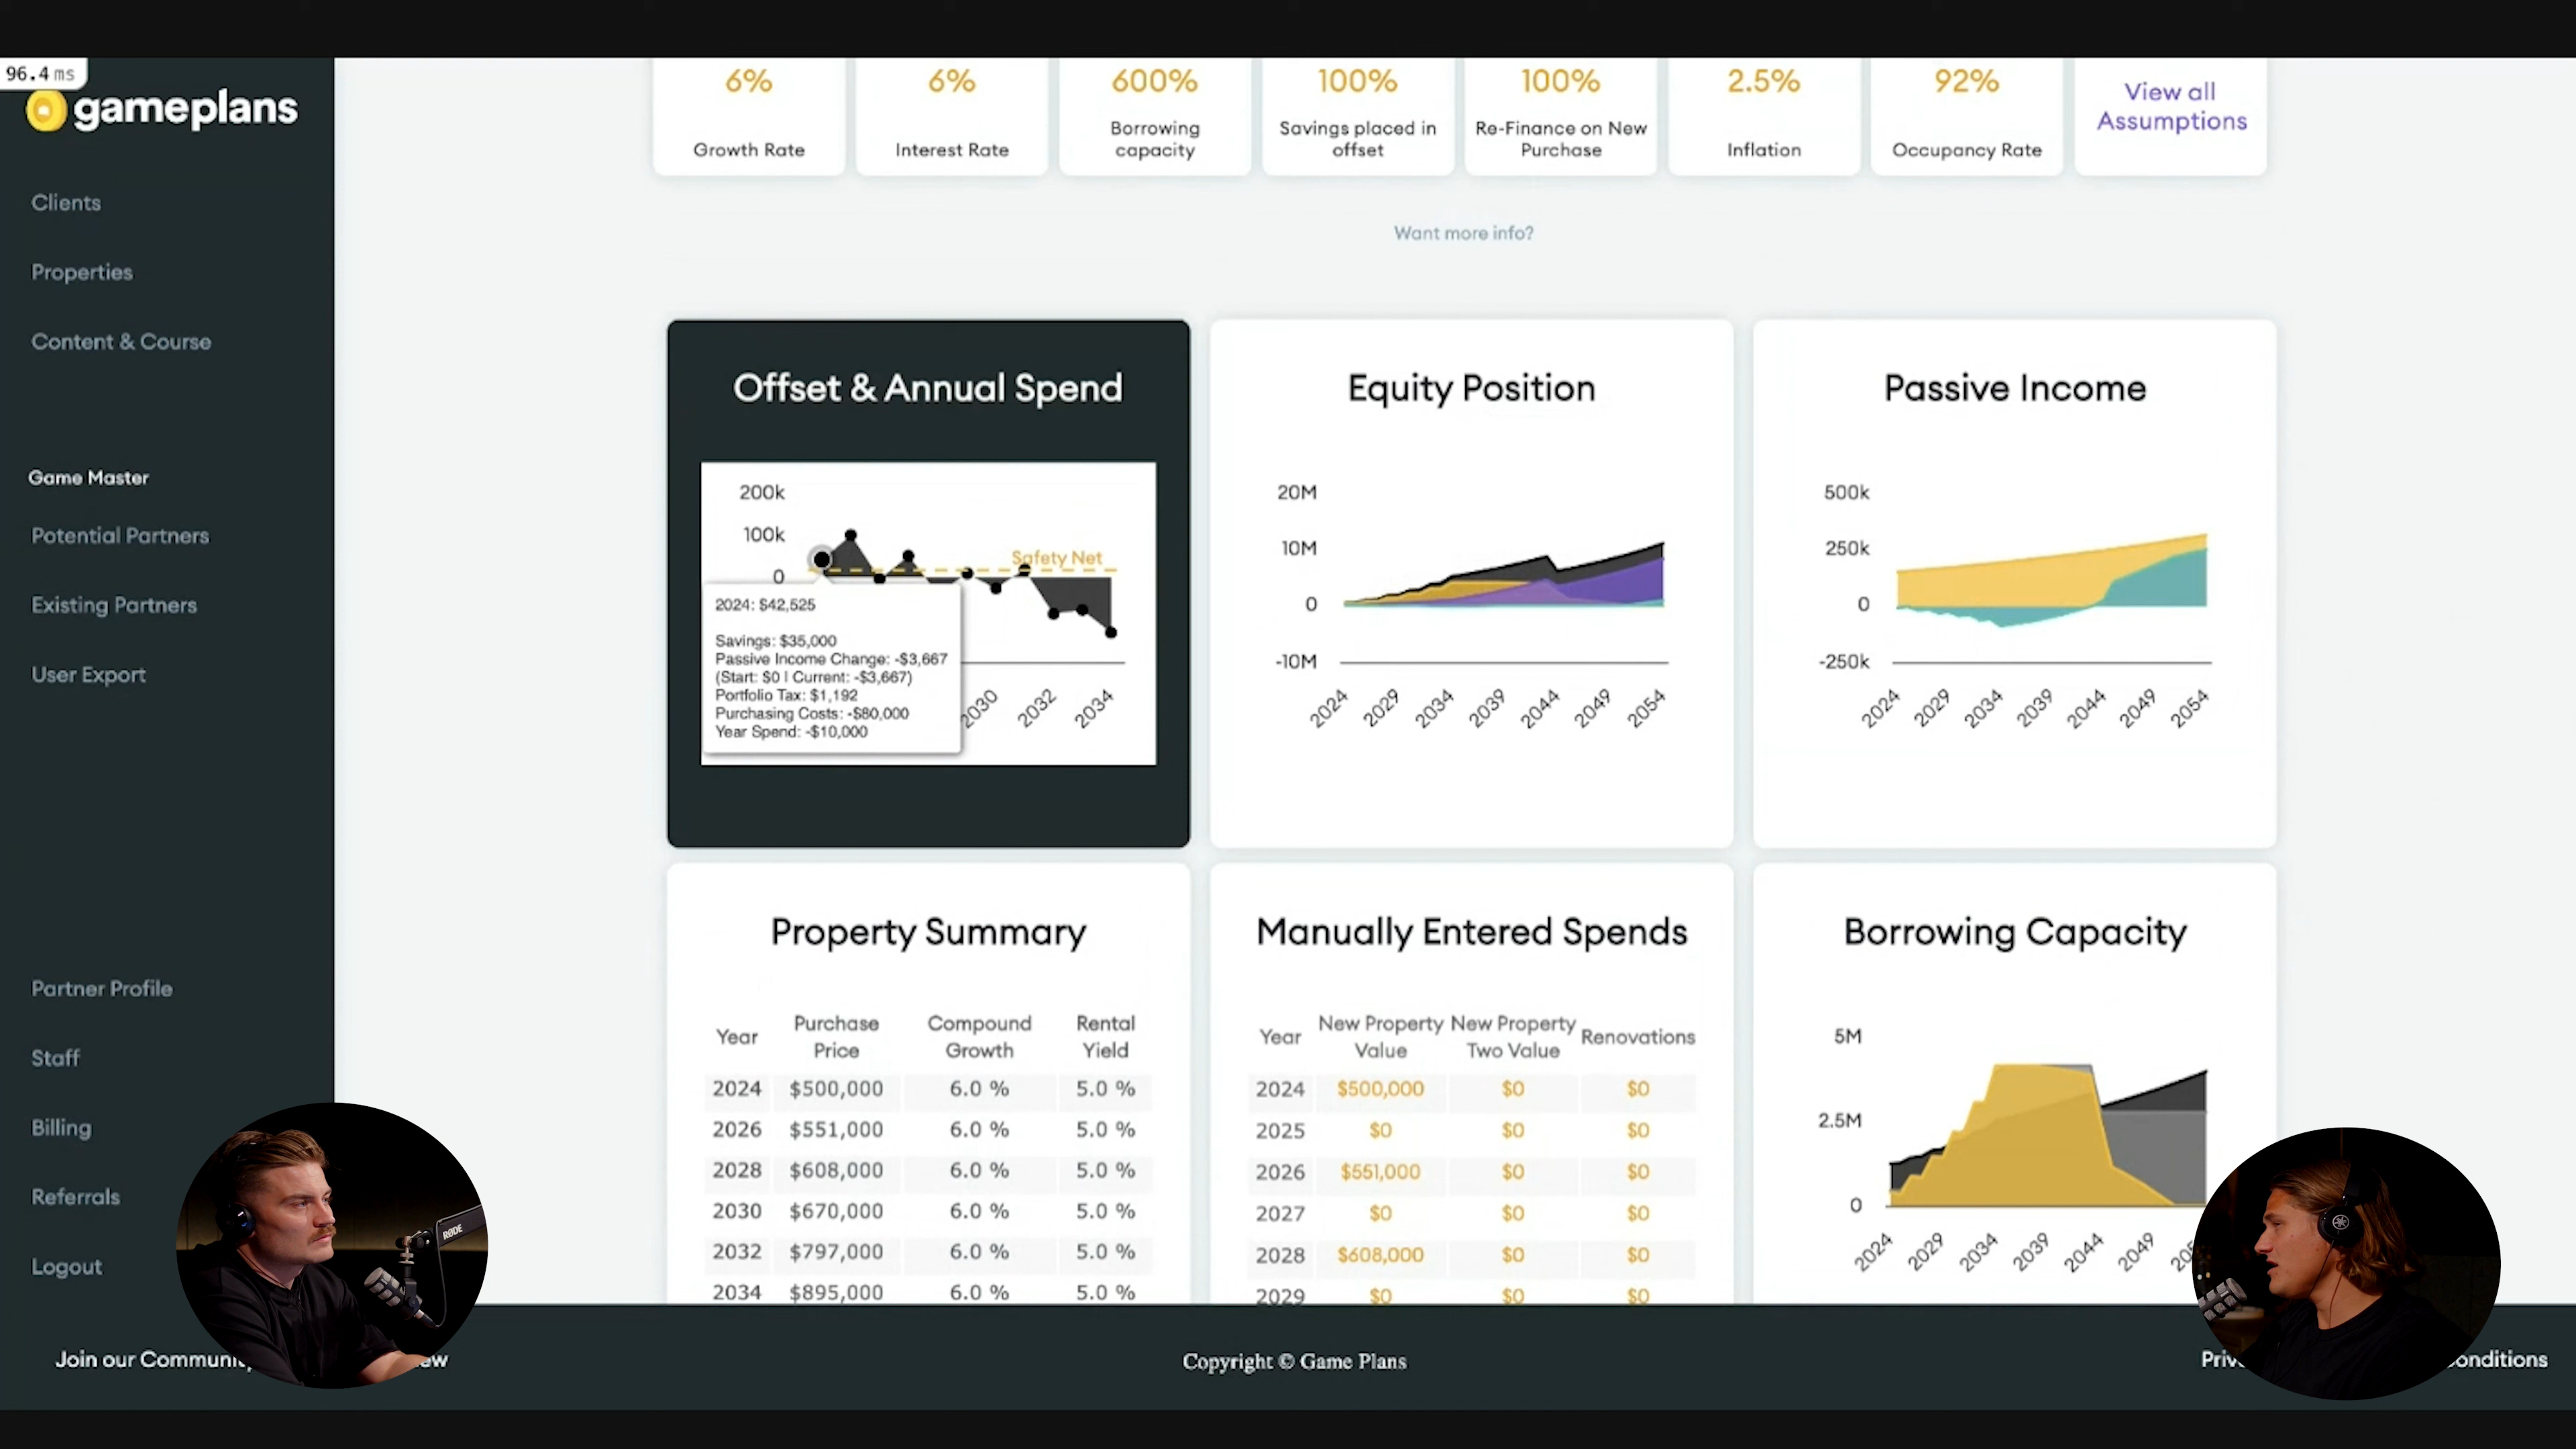 96.4 ms
gameplans
Clients
Properties
Content & Course
Game Master
Potential Partners
Existing Partners
User Export
Partner Profile
Staff
Billing
Referrals
Logout
6%
Growth Rate
6%
Interest Rate
600%
Borrowing
capacity
100%
Savings placed in
offset
100%
Re-Finance on New
Purchase
2.5%
Inflation
92%
Occupancy Rate
View all
Assumptions
Want more info?
Offset & Annual Spend
200k
100k
0
Safety Net
2024: $42,525
Savings: $35,000
Passive Income Change: -$3,667
(Start: $0 | Current: -$3,667)
Portfolio Tax: $1,192
Purchasing Costs: -$80,000
Year Spend: -$10,000
2030 2032 2034
Equity Position
20M
10M
0
-10M
2024 2029 2034 2039 2044 2049 2054
Passive Income
500k
250k
0
-250k
2024 2029 2034 2039 2044 2049 2054
Property Summary
Year Purchase Price Compound Growth Rental Yield
2024 $500,000 6.0 % 5.0 %
2026 $551,000 6.0 % 5.0 %
2028 $608,000 6.0 % 5.0 %
2030 $670,000 6.0 % 5.0 %
2032 $797,000 6.0 % 5.0 %
2034 $895,000 6.0 % 5.0 %
Manually Entered Spends
Year New Property Value New Property Two Value Renovations
2024 $500,000 $0 $0
2025 $0 $0 $0
2026 $551,000 $0 $0
2027 $0 $0 $0
2028 $608,000 $0 $0
2029 $0 $0 $0
Borrowing Capacity
5M
2.5M
0
2024 2029 2034 2039 2044 2049
RØDE
Join our
Copyright © Game Plans